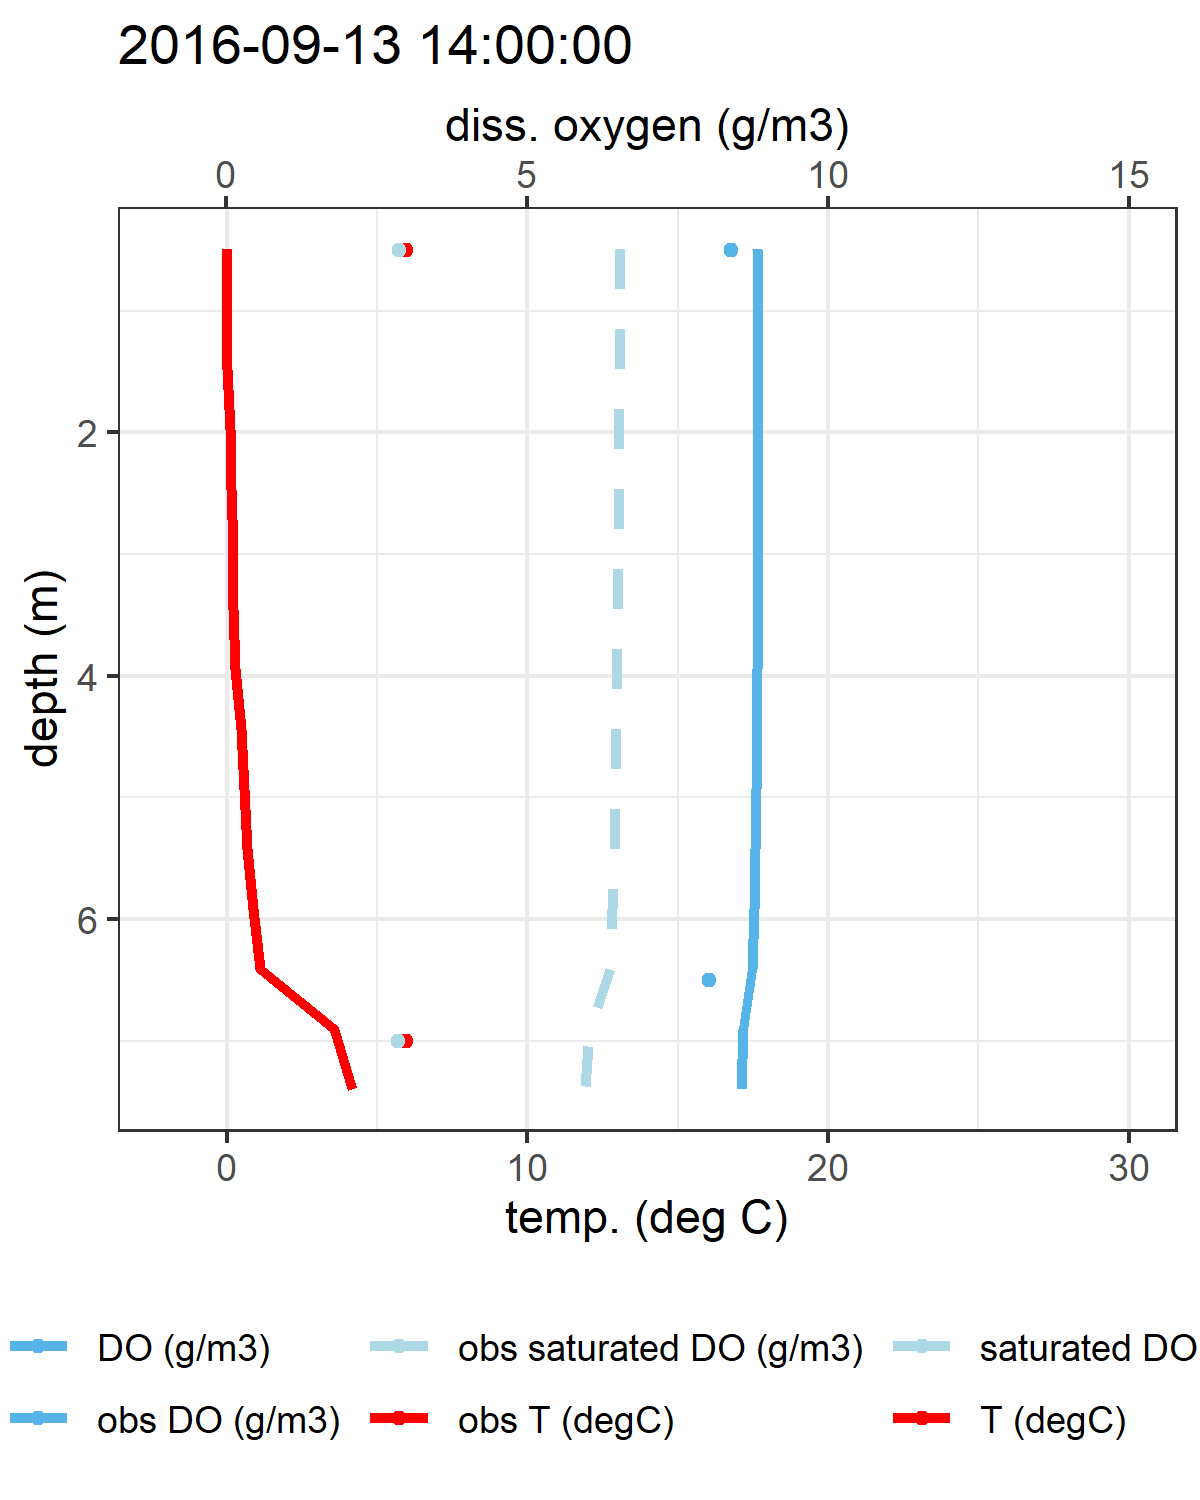 2016-09-13 14:00:00
diss. oxygen (g/m3)
0 5 10 15
depth (m)
2
4
6
0 10 20 30
temp. (deg C)
DO (g/m3) obs saturated DO (g/m3) saturated DO
obs DO (g/m3) obs T (degC) T (degC)